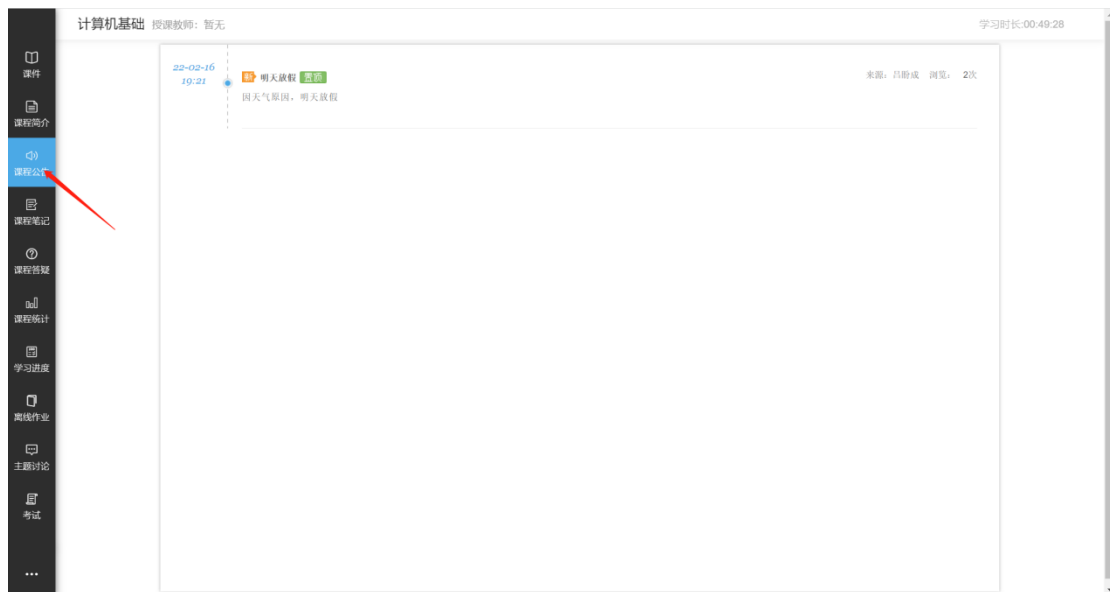 计算机基础 授课教师：暂无
学习时长:00:49:28
课件
课程简介
课程公告
课程笔记
课程答疑
课程统计
学习进度
离线作业
主题讨论
考试
22-02-16
19:21
新 明天放假 置顶
来源：吕盼成 浏览： 2次
因天气原因，明天放假